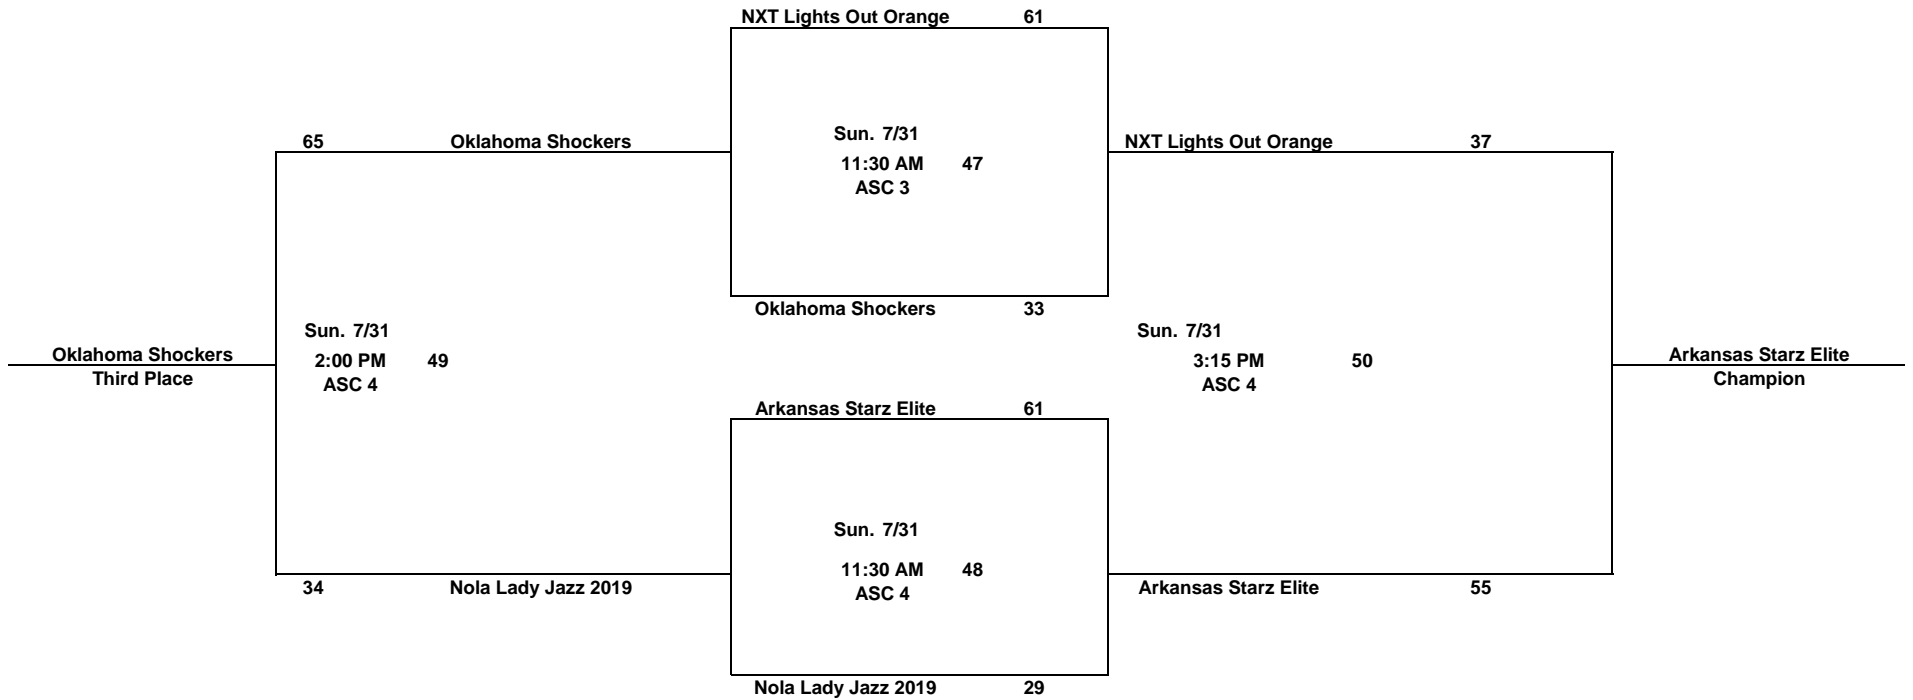 NXT Lights Out Orange 61
Sun. 7/31
65 Oklahoma Shockers
NXT Lights Out Orange 37
11:30 AM 47
ASC 3
Oklahoma Shockers 33
Sun. 7/31
Sun. 7/31
Oklahoma Shockers
2:00 PM 49
3:15 PM 50
Arkansas Starz Elite
Third Place
ASC 4
ASC 4
Champion
Arkansas Starz Elite 61
Sun. 7/31
11:30 AM 48
ASC 4
34 Nola Lady Jazz 2019
Arkansas Starz Elite 55
Nola Lady Jazz 2019 29